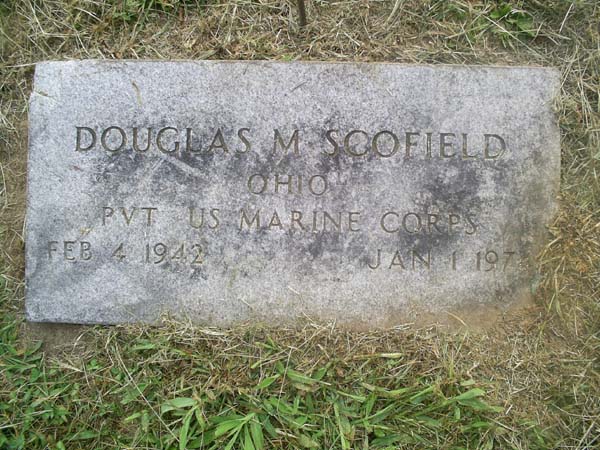 DOUGLAS M SCOFIELD
OHIO
PVT US MARINE CORPS
FEB 4 1942 JAN 1